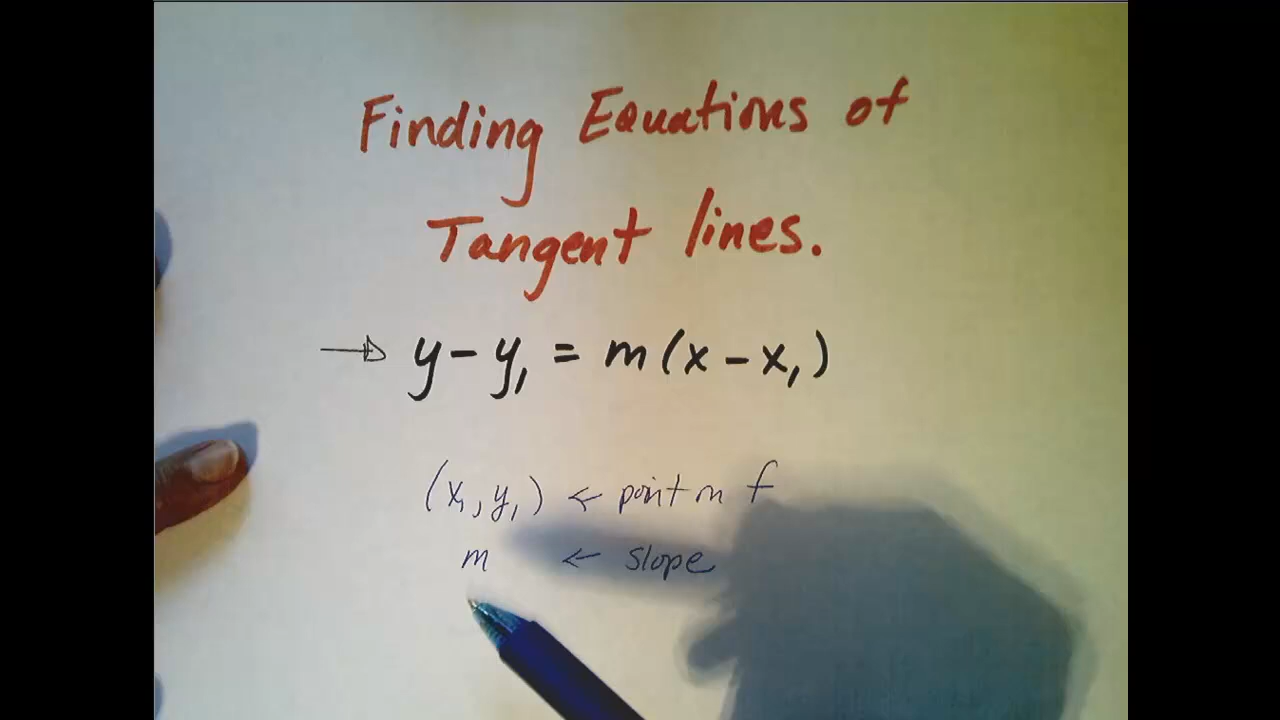 Finding Equations of
Tangent lines.
→ y - y₁ = m(x - x₁)
(x₁, y₁) ← point on f
m ← slope